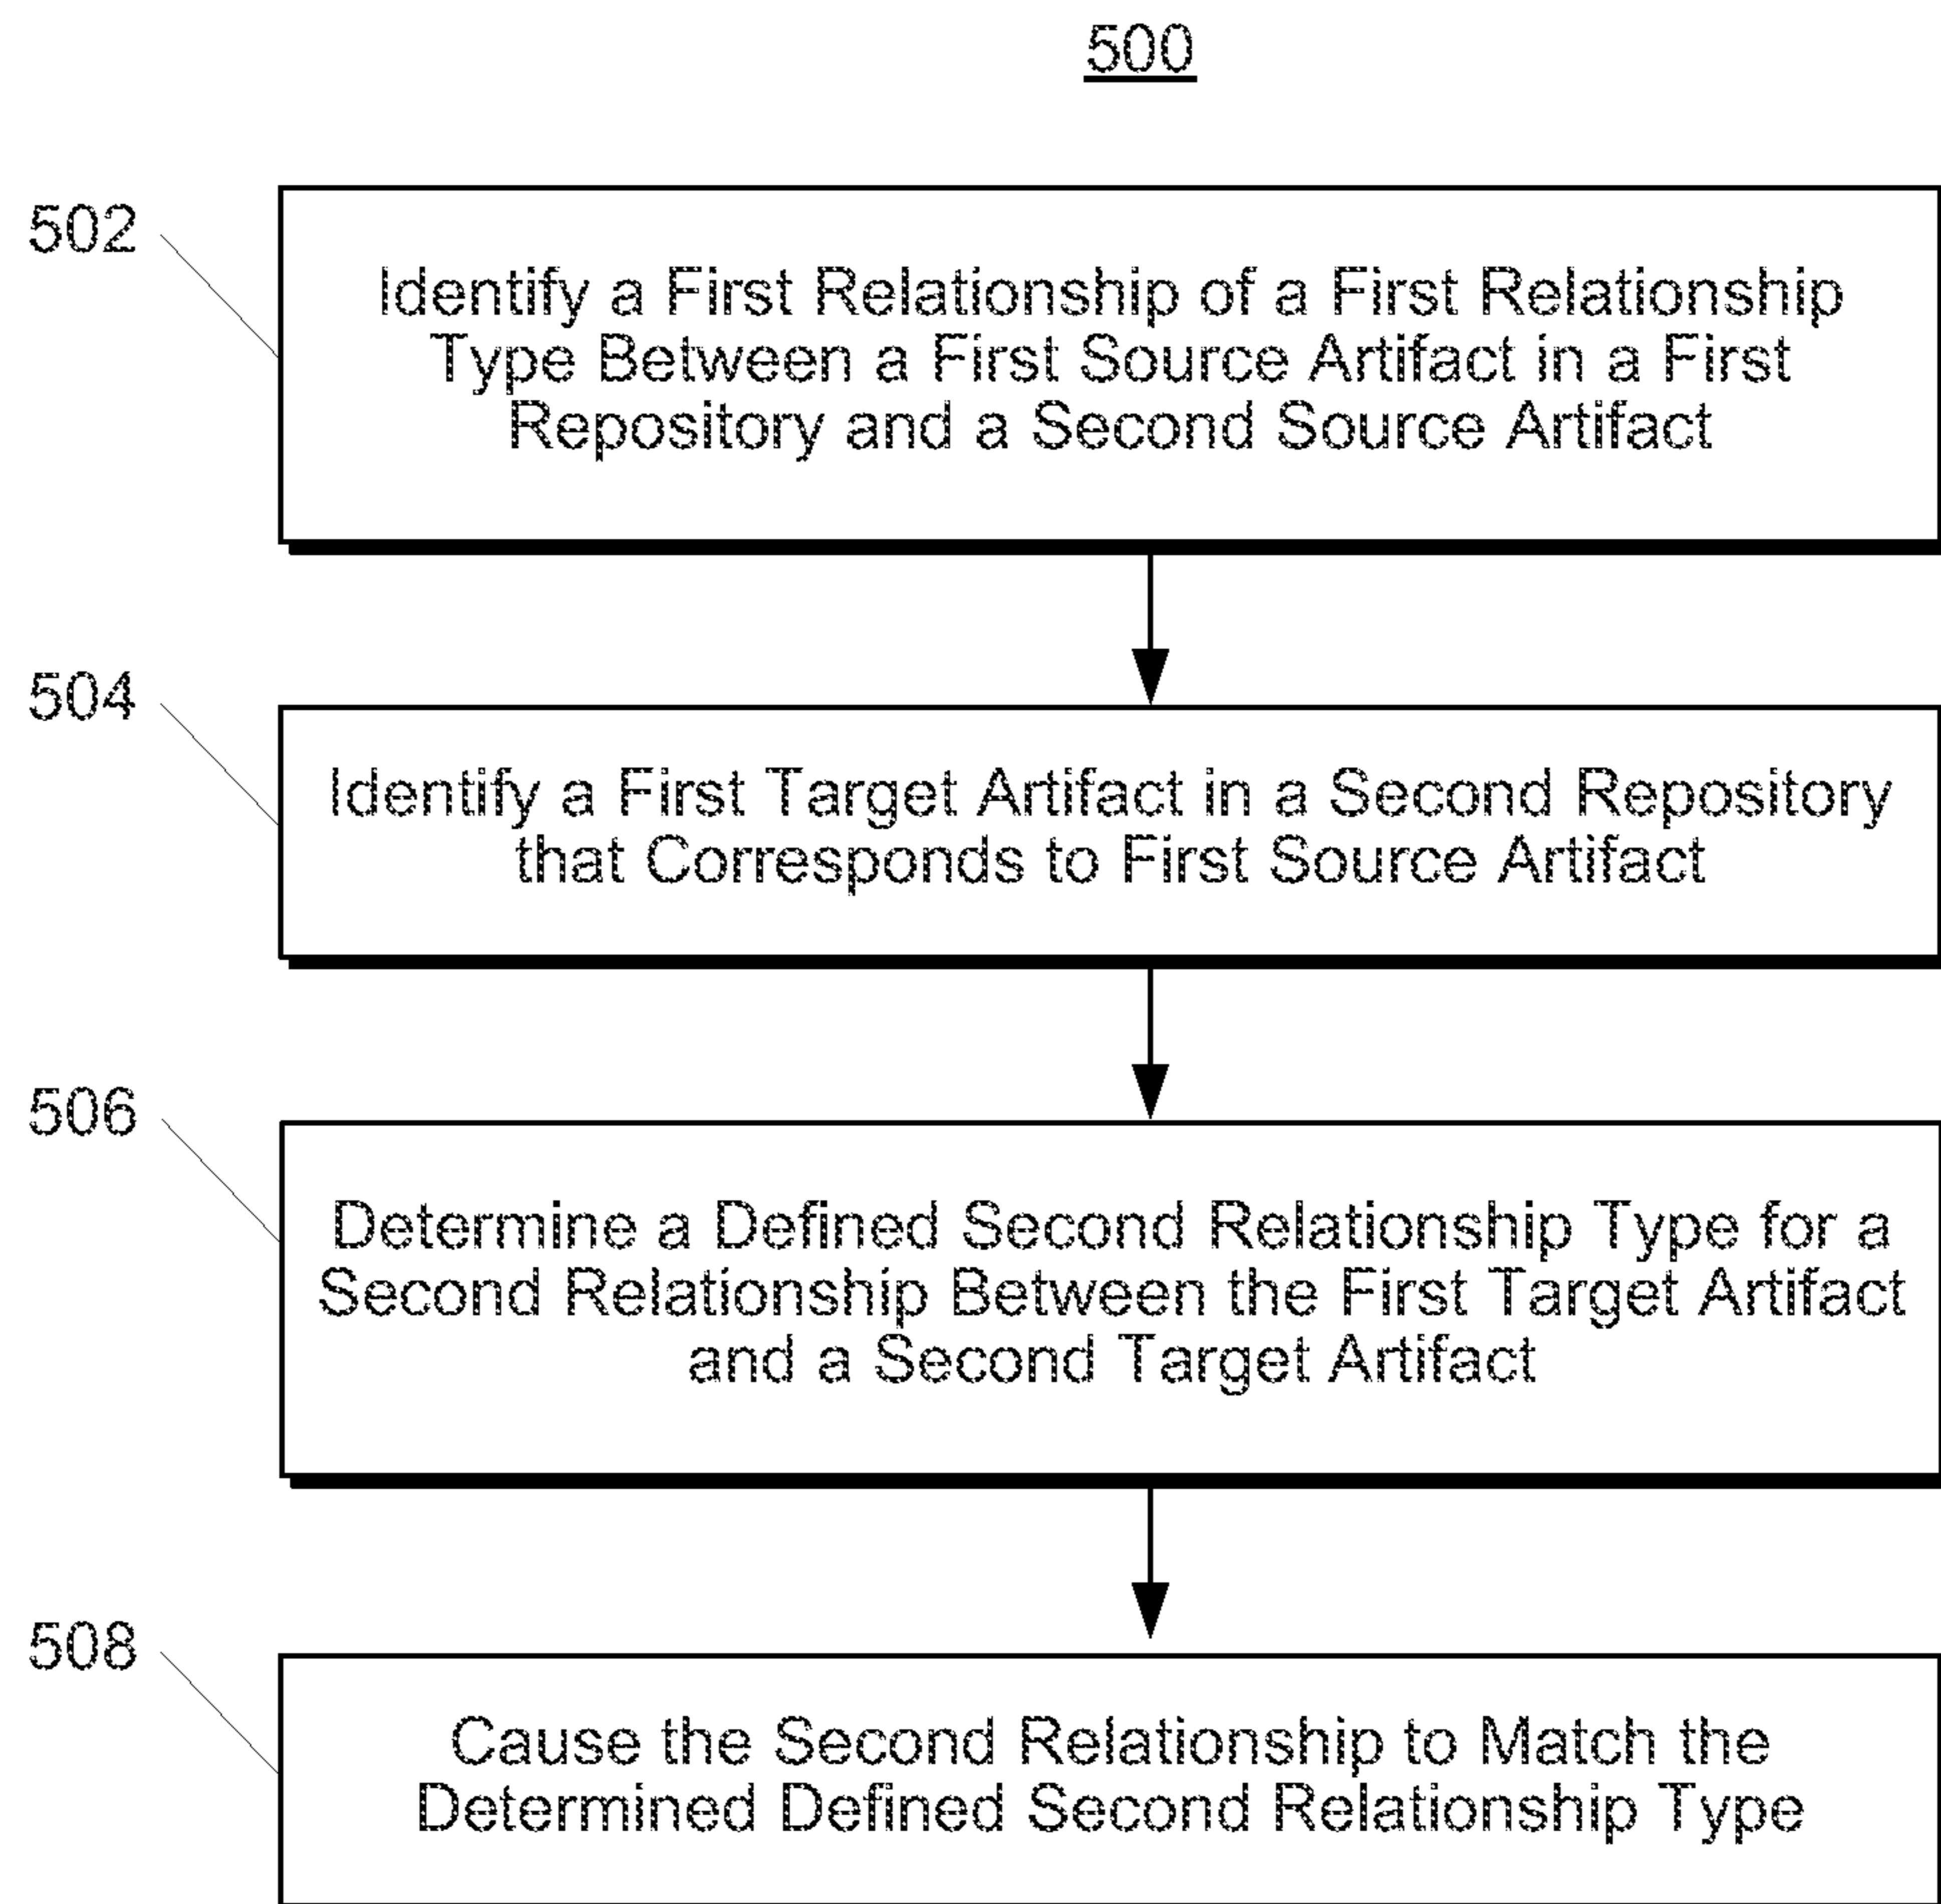 500
502
Identify a First Relationship of a First Relationship
Type Between a First Source Artifact in a First
Repository and a Second Source Artifact
504
Identify a First Target Artifact in a Second Repository
that Corresponds to First Source Artifact
506
Determine a Defined Second Relationship Type for a
Second Relationship Between the First Target Artifact
and a Second Target Artifact
508
Cause the Second Relationship to Match the
Determined Defined Second Relationship Type